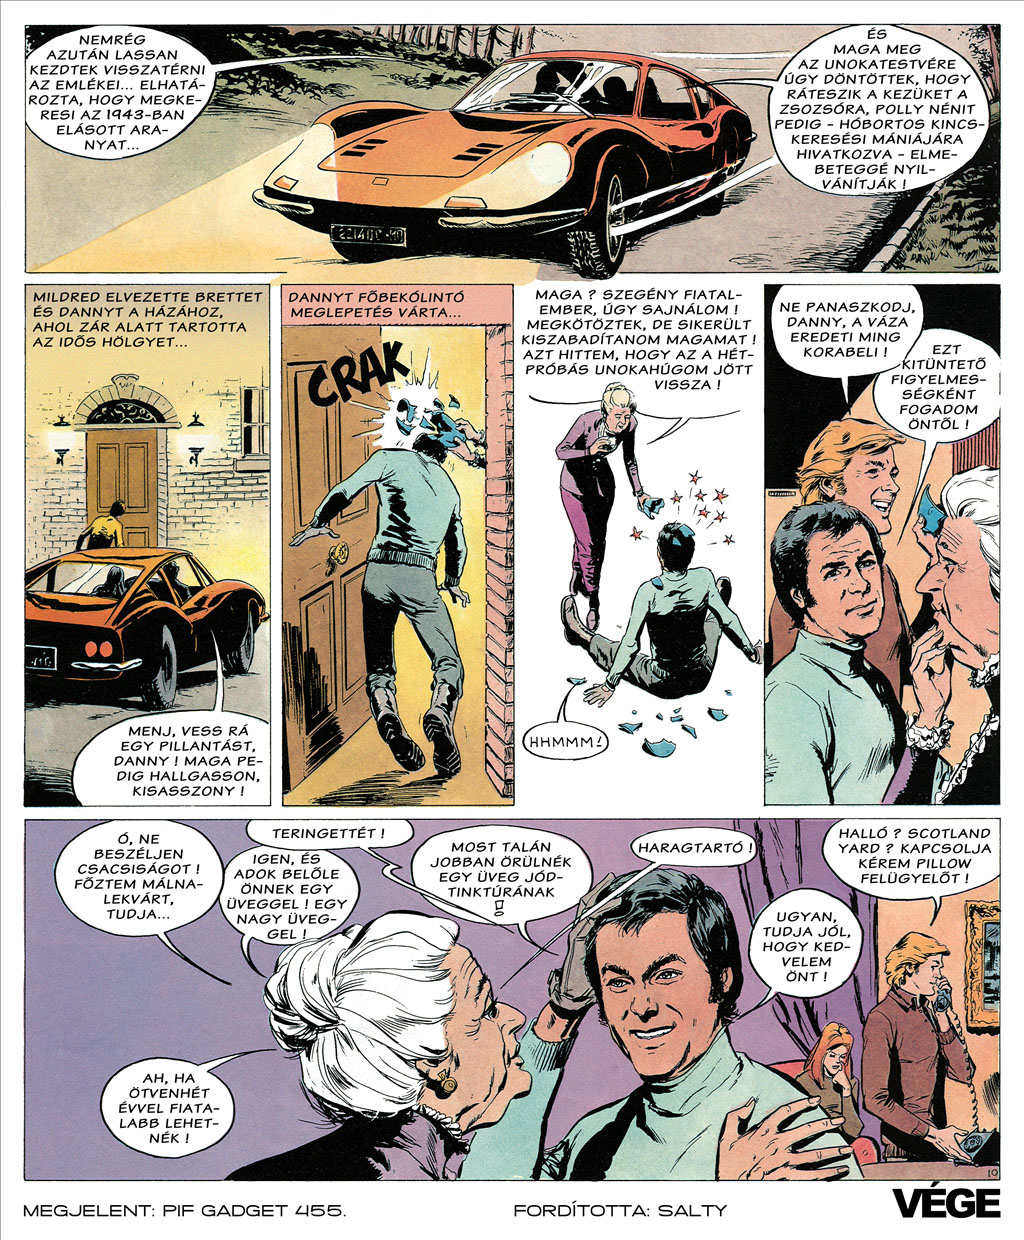 NEMRÉG
AZUTÁN LASSAN
KEZDTEK VISSZATÉRNI
AZ EMLÉKEI... ELHATÁ-
ROZTA, HOGY MEGKE-
RESI AZ 1943-BAN
ELÁSOTT ARA-
NYAT...
ÉS
MAGA MEG
AZ UNOKATESTVÉRE
ÚGY DÖNTÖTTEK, HOGY
RÁTESZIK A KEZÜKET A
ZSOZSÓRA, POLLY NÉNIT
PEDIG - HÓBORTOS KINCS-
KERESÉSI MÁNIÁJÁRA
HIVATKOZVA - ELME-
BETEGGÉ NYIL-
VÁNÍTJÁK !
MILDRED ELVEZETTE BRETTET
ÉS DANNYT A HÁZÁHOZ,
AHOL ZÁR ALATT TARTOTTA
AZ IDŐS HÖLGYET...
MENJ, VESS RÁ
EGY PILLANTÁST,
DANNY ! MAGA PE-
DIG HALLGASSON,
KISASSZONY !
DANNYT FŐBEKÓLINTÓ
MEGLEPETÉS VÁRTA...
CRAK
MAGA ? SZEGÉNY FIATAL-
EMBER, ÚGY SAJNÁLOM !
MEGKÖTÖZTEK, DE SIKERÜLT
KISZABADÍTANOM MAGAMAT !
AZT HITTEM, HOGY AZ A HÉT-
PRÓBÁS UNOKAHÚGOM JÖTT
VISSZA !
HHMMM!
NE PANASZKODJ,
DANNY, A VÁZA
EREDETI MING
KORABELI !
EZT
KITÜNTETŐ
FIGYELMES-
SÉGKÉNT
FOGADOM
ÖNTŐL !
Ó, NE
BESZÉLJEN
CSACSISÁGOT !
FŐZTEM MÁLNA-
LEKVÁRT,
TUDJA...
TERINGETTÉT !
IGEN, ÉS
ADOK BELŐLE
ÖNNEK EGY
ÜVEGGEL ! EGY
NAGY ÜVEG-
GEL !
MOST TALÁN
JOBBAN ÖRÜLNÉK
EGY ÜVEG JÓD-
TINKTÚRÁNAK
!
HARAGTARTÓ !
UGYAN,
TUDJA JÓL,
HOGY KED-
VELEM
ÖNT !
HALLÓ ? SCOTLAND
YARD ? KAPCSOLJA
KÉREM PILLOW
FELÜGYELŐT !
AH, HA
ÖTVENHÉT
ÉVVEL FIATA-
LABB LEHET-
NÉK !
10
MEGJELENT: PIF GADGET 455.
FORDÍTOTTA: SALTY
VÉGE